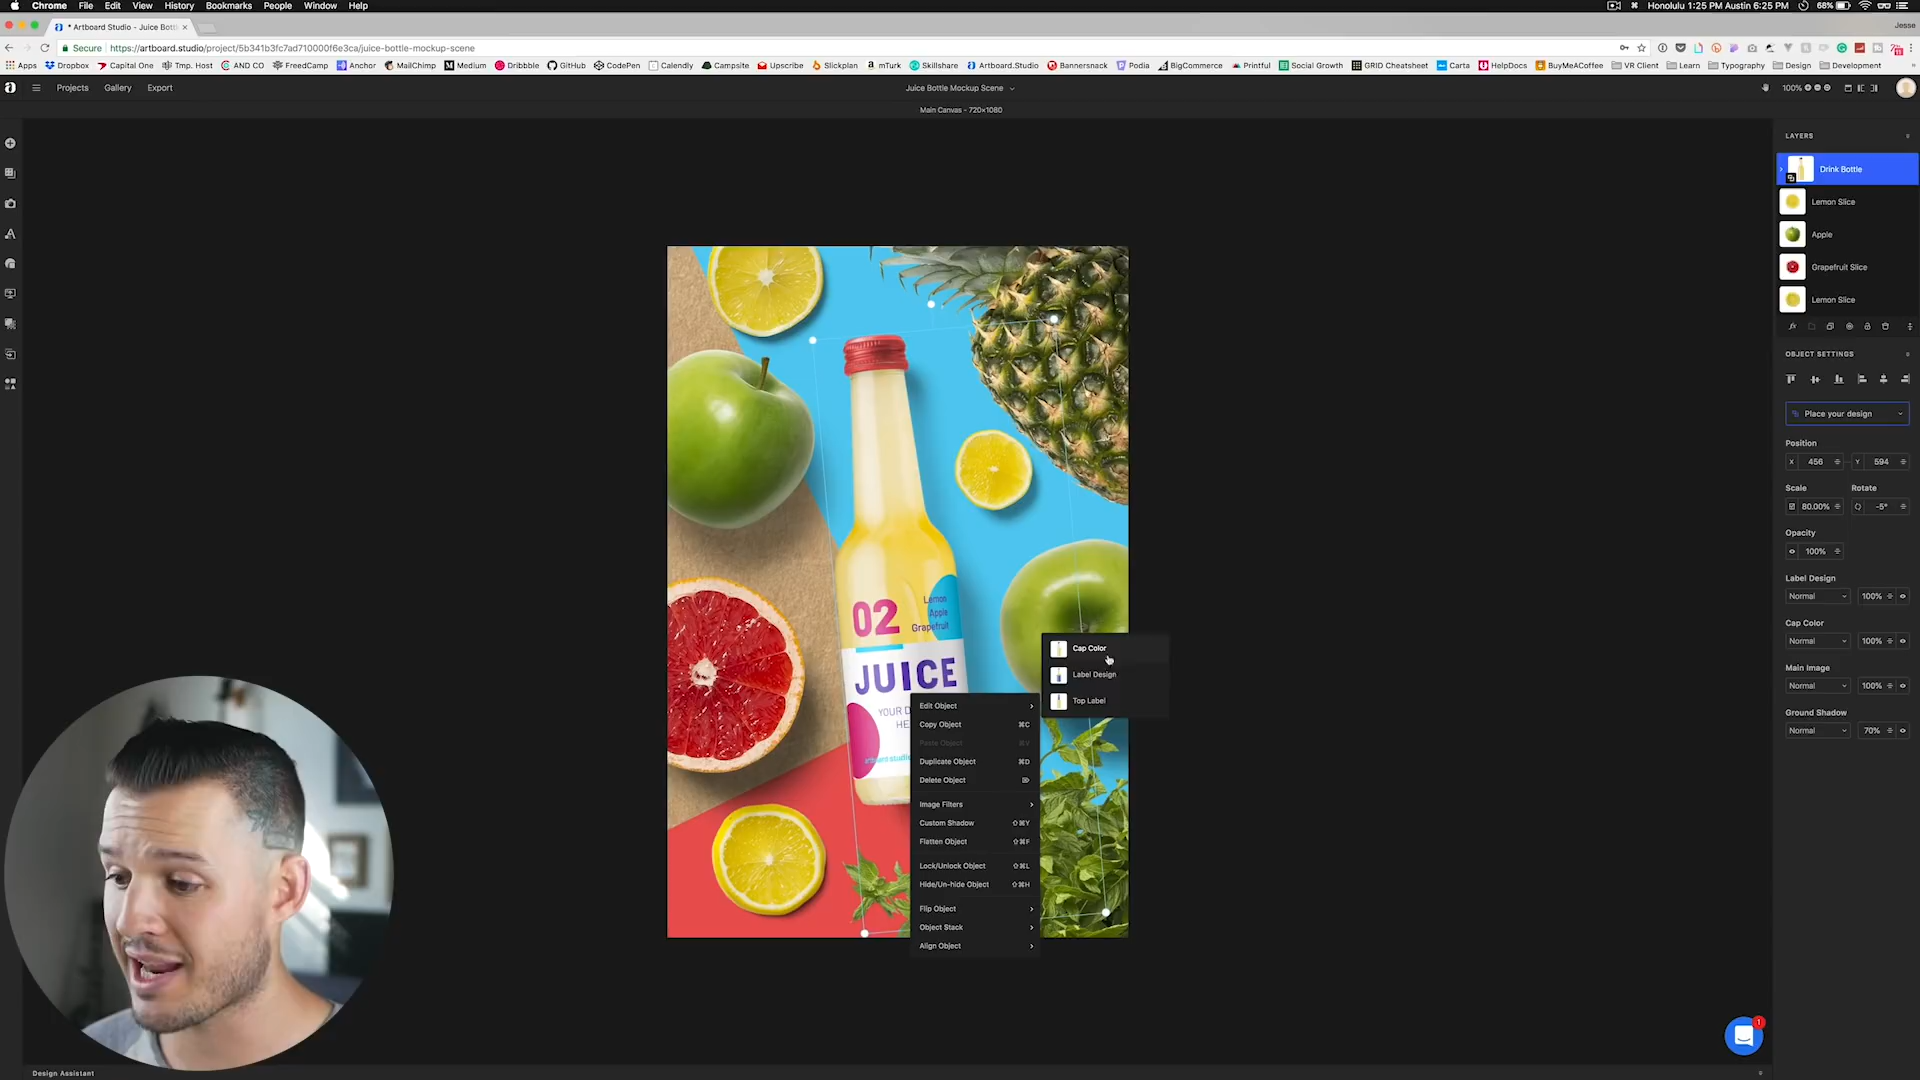 Chrome File Edit View History Bookmarks People Window Help
Honolulu 1:25 PM Austin 6:25 PM 68%
* Artboard Studio - Juice Bottl
Jesse
Secure https://artboard.studio/project/5b341b3fc7ad710000f6e3ca/juice-bottle-mockup-scene
Apps Dropbox Capital One Tmp. Host AND CO FreedCamp Anchor MailChimp Medium Dribbble GitHub CodePen Calendly Campsite Upscribe Slickplan mTurk Skillshare Artboard.Studio Bannersnack Podia BigCommerce Printful Social Growth GRID Cheatsheet Carta HelpDocs BuyMeACoffee VR Client Learn Typography Design Development
Projects Gallery Export
Juice Bottle Mockup Scene
100%
Main Canvas - 720×1080
LAYERS
Drink Bottle
Lemon Slice
Apple
Grapefruit Slice
Lemon Slice
OBJECT SETTINGS
Place your design
Position
X 456 Y 594
Scale Rotate
80.00% -5°
Opacity
100%
Label Design
Normal 100%
Cap Color
Normal 100%
Main Image
Normal 100%
Ground Shadow
Normal 70%
02
Lemon
Apple
Grapefruit
JUICE
YOUR D
HE
Cap Color
Label Design
Top Label
Edit Object
Copy Object ⌘C
Paste Object ⌘V
Duplicate Object ⌘D
Delete Object
Image Filters
Custom Shadow ⇧⌘Y
Flatten Object ⇧⌘F
Lock/Unlock Object ⇧⌘L
Hide/Un-hide Object ⇧⌘H
Flip Object
Object Stack
Align Object
1
Design Assistant